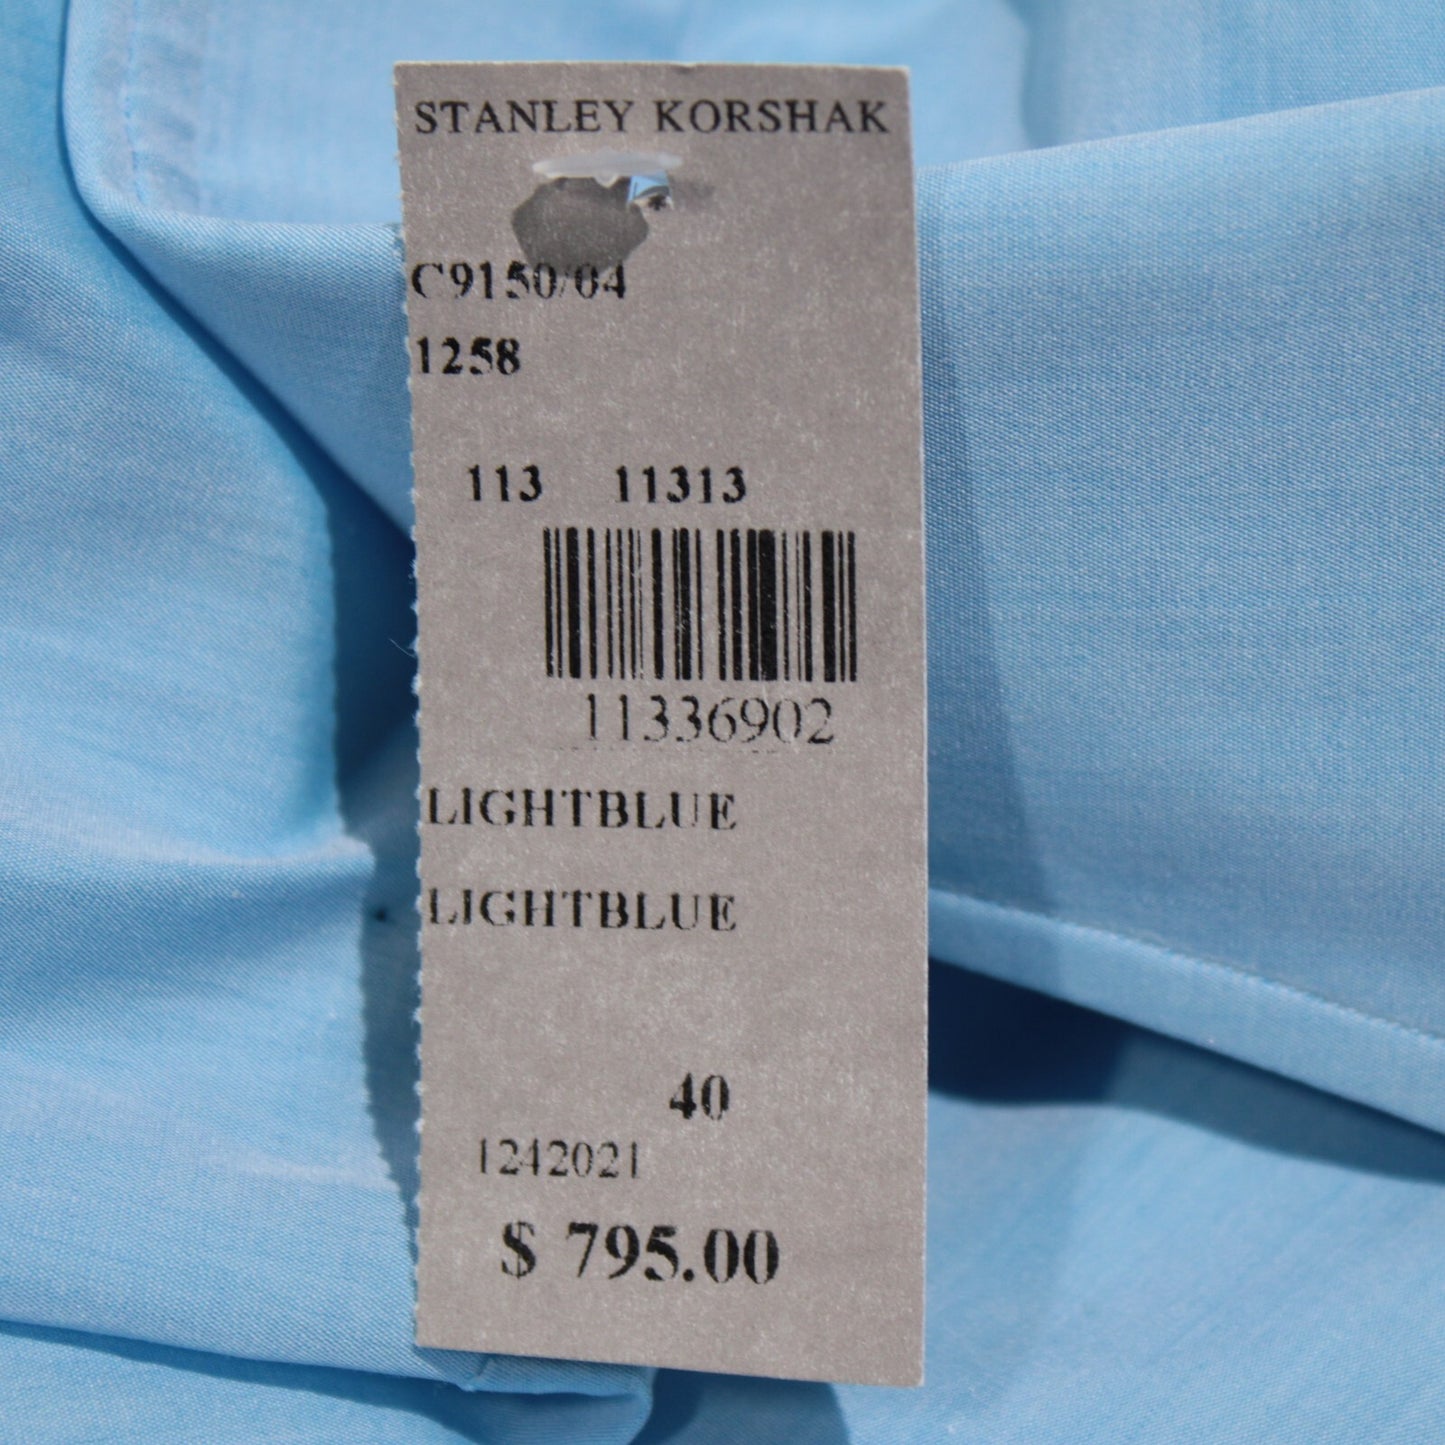 STANLEY KORSHAK
C9150/04
1258
113 11313
11336902
LIGHTBLUE
LIGHTBLUE
40
1242021
$ 795.00